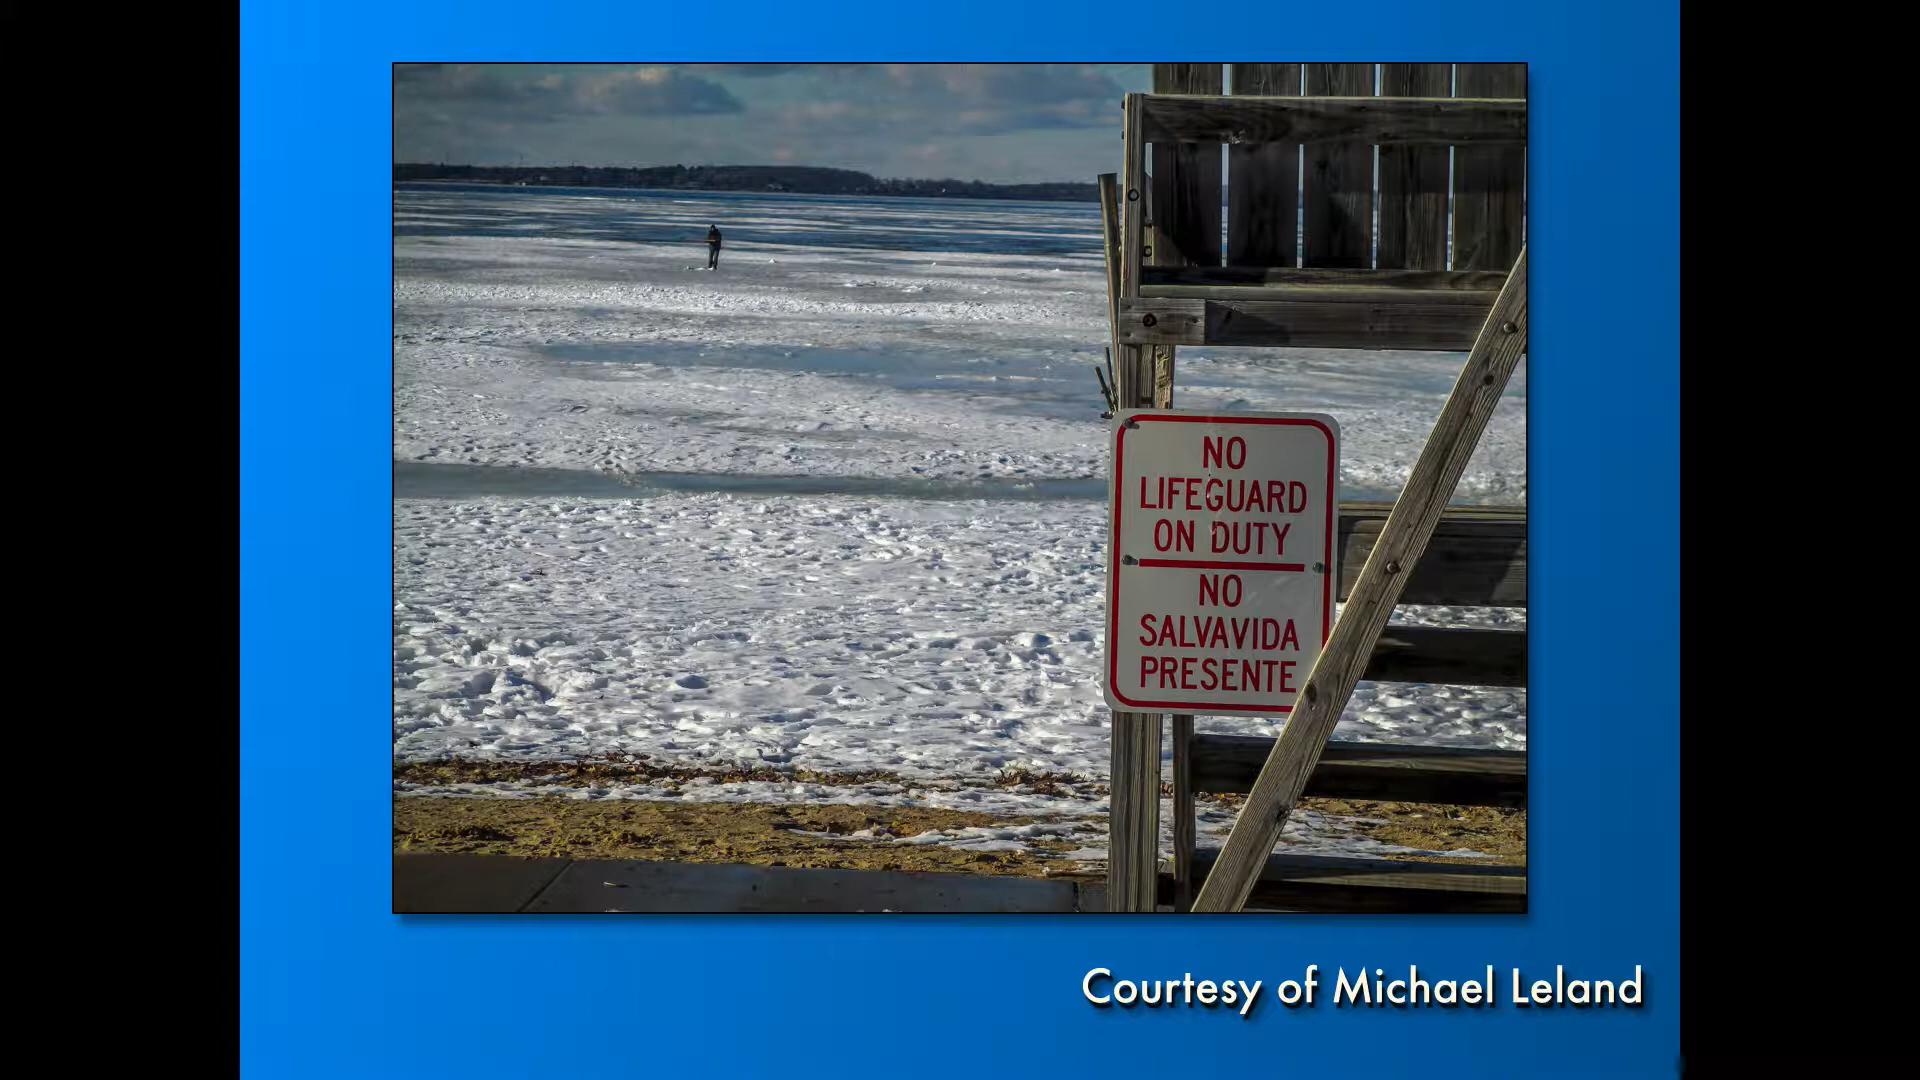 NO
LIFEGUARD
ON DUTY
NO
SALVAVIDA
PRESENTE
Courtesy of Michael Leland